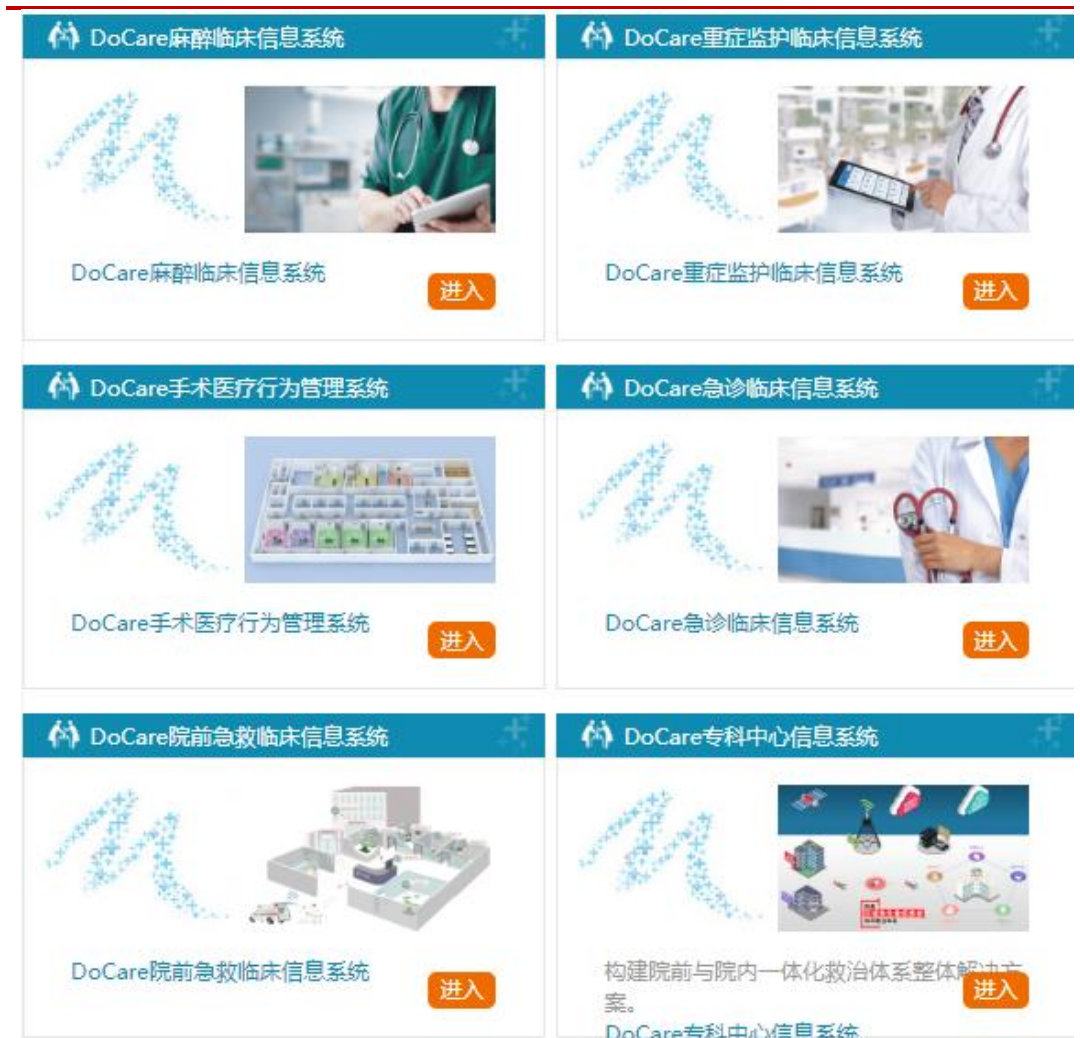 DoCare麻醉临床信息系统
DoCare重症监护临床信息系统
DoCare麻醉临床信息系统
进入
DoCare重症监护临床信息系统
进入
DoCare手术医疗行为管理系统
DoCare急诊临床信息系统
DoCare手术医疗行为管理系统
进入
DoCare急诊临床信息系统
进入
DoCare院前急救临床信息系统
DoCare专科中心信息系统
DoCare院前急救临床信息系统
进入
构建院前与院内一体化救治体系整体解决方
案。
进入
DoCare专科中心信息系统